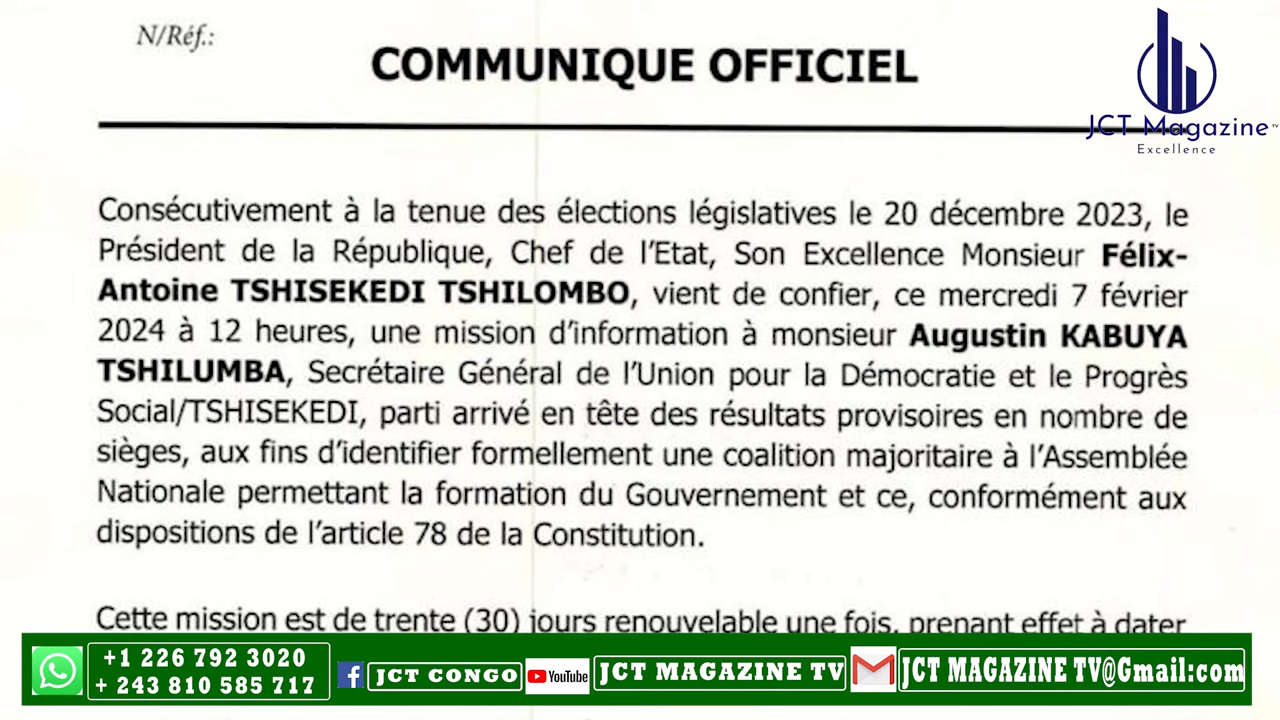 N/Réf.:
COMMUNIQUE OFFICIEL
JCT Magazine™
Excellence
Consécutivement à la tenue des élections législatives le 20 décembre 2023, le
Président de la République, Chef de l'Etat, Son Excellence Monsieur Félix-
Antoine TSHISEKEDI TSHILOMBO, vient de confier, ce mercredi 7 février
2024 à 12 heures, une mission d'information à monsieur Augustin KABUYA
TSHILUMBA, Secrétaire Général de l'Union pour la Démocratie et le Progrès
Social/TSHISEKEDI, parti arrivé en tête des résultats provisoires en nombre de
sièges, aux fins d'identifier formellement une coalition majoritaire à l'Assemblée
Nationale permettant la formation du Gouvernement et ce, conformément aux
dispositions de l'article 78 de la Constitution.
Cette mission est de trente (30) jours renouvelable une fois, prenant effet à dater
+1 226 792 3020
+ 243 810 585 717
JCT CONGO
YouTube
JCT MAGAZINE TV
JCT MAGAZINE TV@Gmail:com